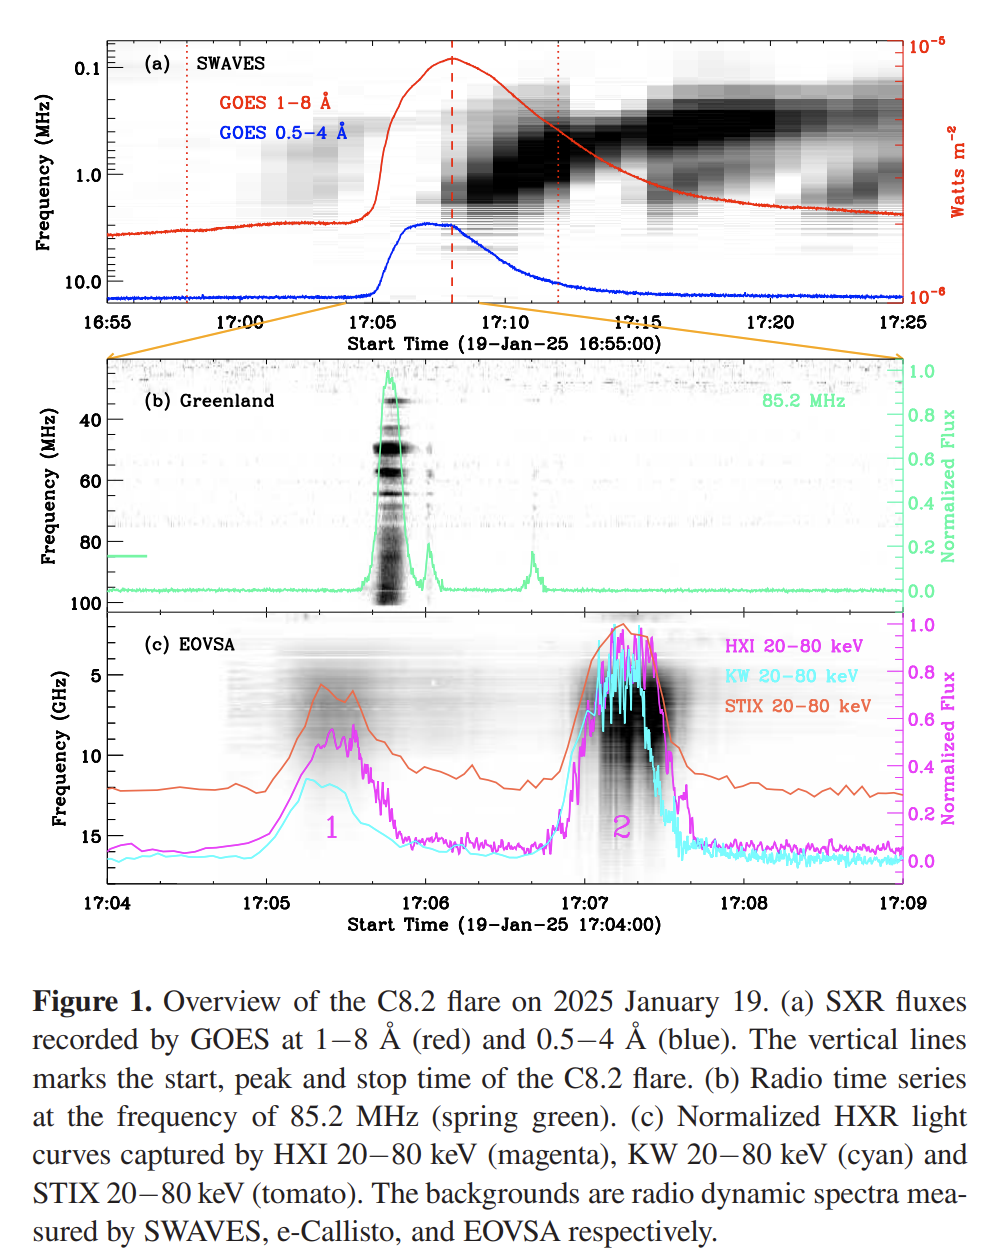 (a) SWAVES
GOES 1−8 Å
GOES 0.5−4 Å
Frequency (MHz)
0.1
1.0
10.0
10⁻⁵
10⁻⁶
Watts m⁻²
16:55 17:00 17:05 17:10 17:15 17:20 17:25
Start Time (19-Jan-25 16:55:00)
(b) Greenland
85.2 MHz
Frequency (MHz)
40
60
80
100
1.0
0.8
0.6
0.4
0.2
0.0
Normalized Flux
(c) EOVSA
HXI 20-80 keV
KW 20-80 keV
STIX 20-80 keV
Frequency (GHz)
5
10
15
1
2
1.0
0.8
0.6
0.4
0.2
0.0
Normalized Flux
17:04 17:05 17:06 17:07 17:08 17:09
Start Time (19-Jan-25 17:04:00)
Figure 1. Overview of the C8.2 flare on 2025 January 19. (a) SXR fluxes
recorded by GOES at 1−8 Å (red) and 0.5−4 Å (blue). The vertical lines
marks the start, peak and stop time of the C8.2 flare. (b) Radio time series
at the frequency of 85.2 MHz (spring green). (c) Normalized HXR light
curves captured by HXI 20−80 keV (magenta), KW 20−80 keV (cyan) and
STIX 20−80 keV (tomato). The backgrounds are radio dynamic spectra mea-
sured by SWAVES, e-Callisto, and EOVSA respectively.